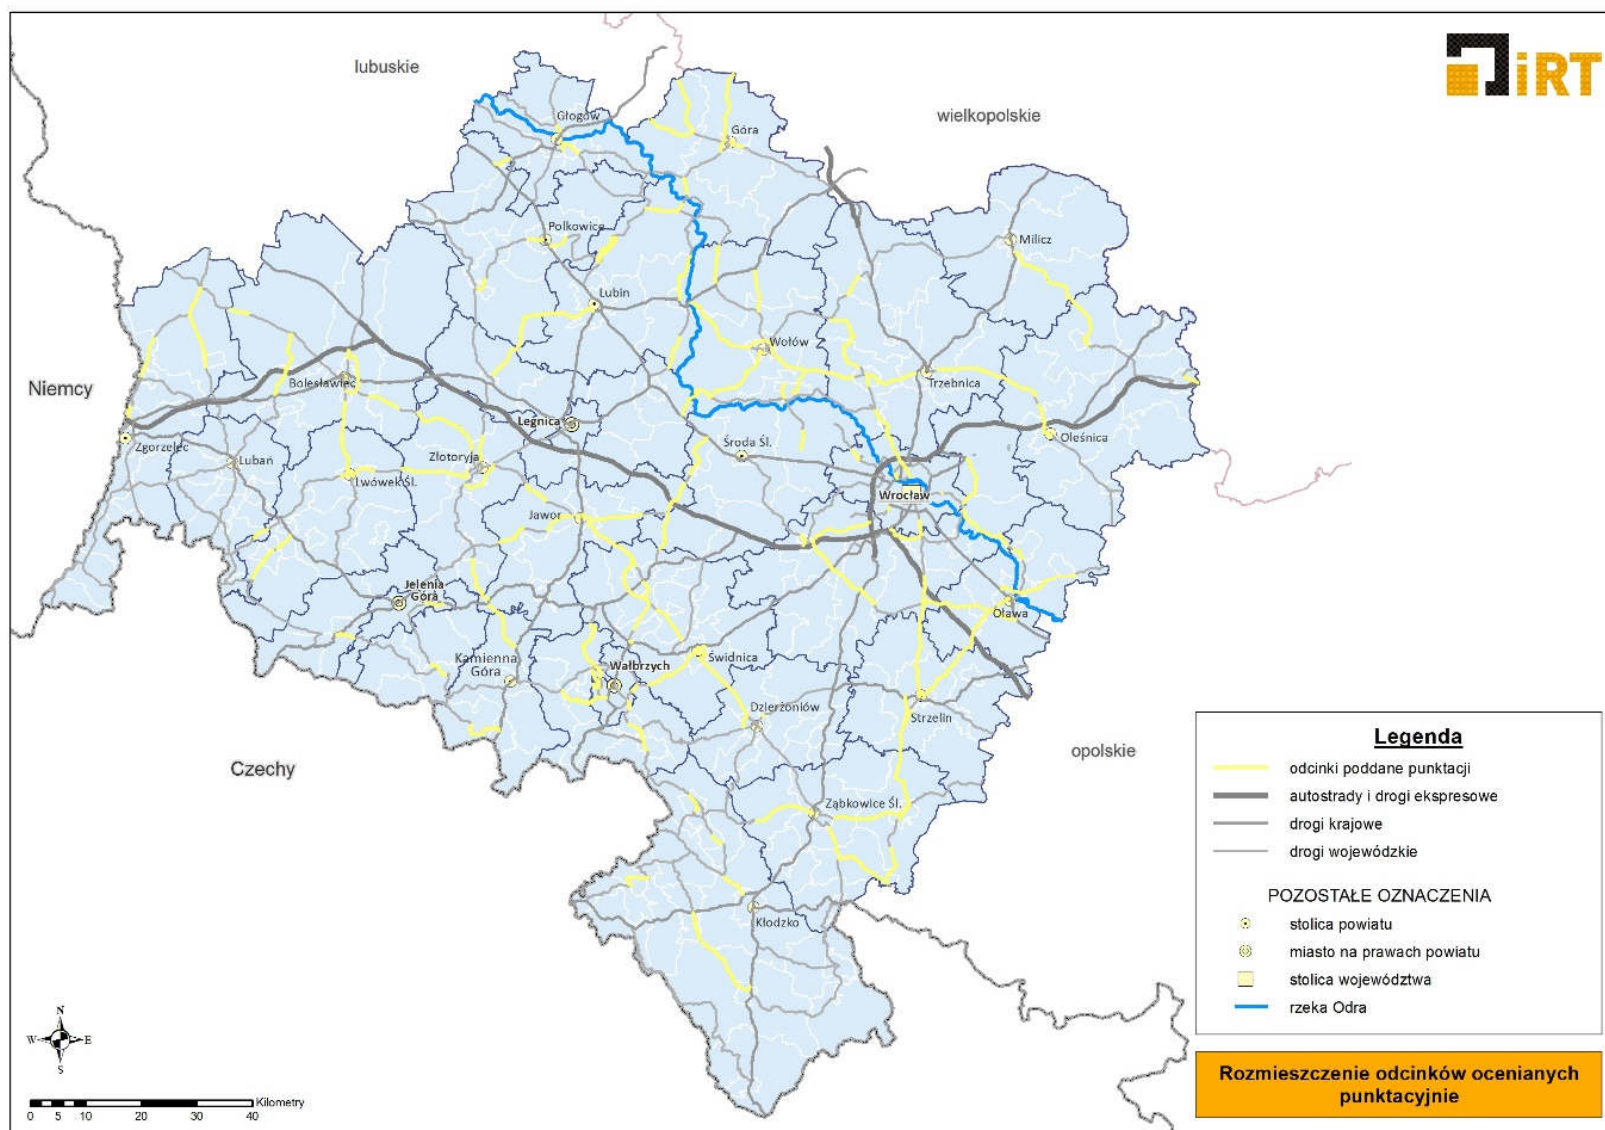 lubuskie
wielkopolskie
iRT
Głogów
Góra
Polkowice
Milicz
Lubin
Wołów
Niemcy
Bolesławiec
Trzebnica
Legnica
Zgorzelec
Lubań
Złotoryja
Środa Śl.
Oleśnica
Lwówek Śl.
Wrocław
Jawor
Jelenia
Góra
Oława
Kamienna
Góra
Wałbrzych
Świdnica
Dzierżoniów
Strzelin
opolskie
Czechy
Ząbkowice Śl.
Kłodzko
Legenda
odcinki poddane punktacji
autostrady i drogi ekspresowe
drogi krajowe
drogi wojewódzkie
POZOSTAŁE OZNACZENIA
stolica powiatu
miasto na prawach powiatu
stolica województwa
rzeka Odra
Rozmieszczenie odcinków ocenianych
punktacyjnie
N
W E
S
Kilometry
0 5 10 20 30 40